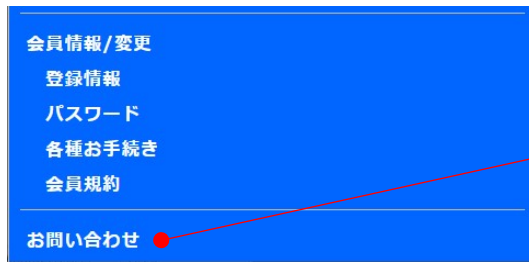 会員情報/変更
登録情報
パスワード
各種お手続き
会員規約
お問い合わせ